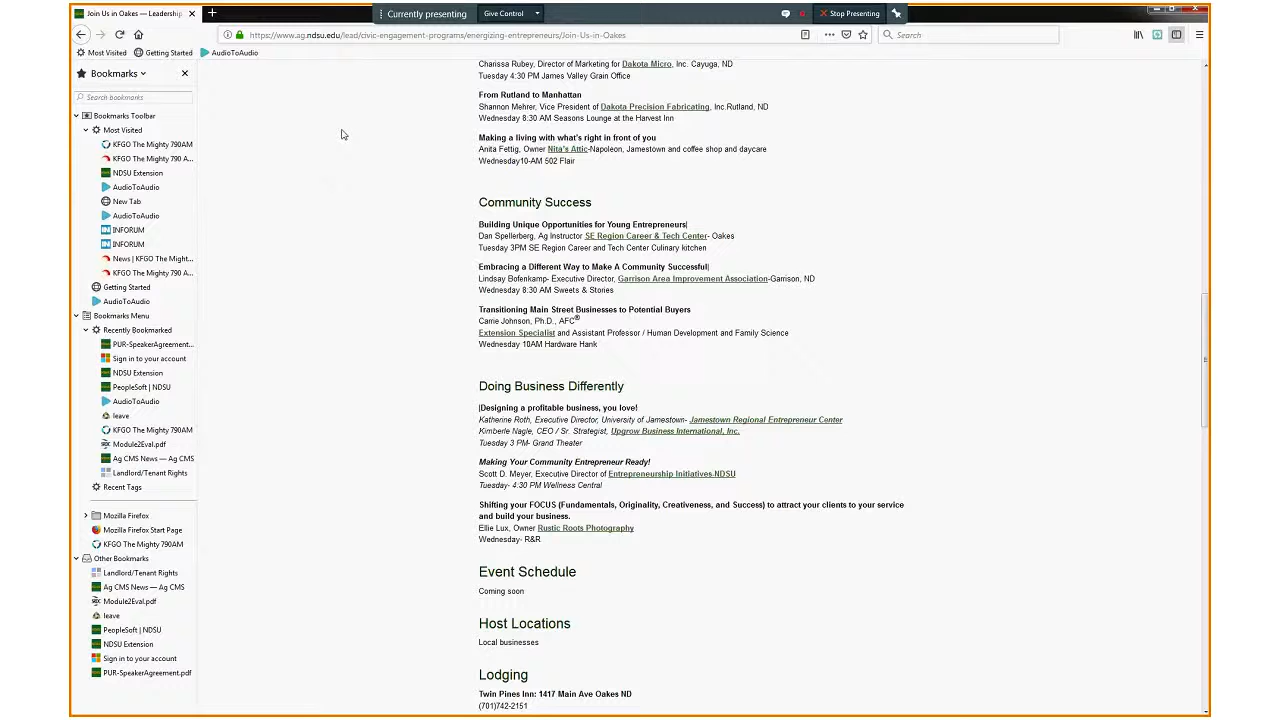 Join Us in Oakes — Leadership
Currently presenting
Give Control
Stop Presenting
https://www.ag.ndsu.edu/lead/civic-engagement-programs/energizing-entrepreneurs/Join-Us-in-Oakes
Search
Most Visited
Getting Started
AudioToAudio
Bookmarks
Search bookmarks
Bookmarks Toolbar
Most Visited
KFGO The Mighty 790AM
KFGO The Mighty 790 A...
NDSU Extension
AudioToAudio
New Tab
AudioToAudio
INFORUM
INFORUM
News | KFGO The Might...
KFGO The Mighty 790 A...
Getting Started
AudioToAudio
Bookmarks Menu
Recently Bookmarked
PUR-SpeakerAgreement...
Sign in to your account
NDSU Extension
PeopleSoft | NDSU
AudioToAudio
leave
KFGO The Mighty 790AM
Module2Eval.pdf
Ag CMS News — Ag CMS
Landlord/Tenant Rights
Recent Tags
Mozilla Firefox
Mozilla Firefox Start Page
KFGO The Mighty 790AM
Other Bookmarks
Landlord/Tenant Rights
Ag CMS News — Ag CMS
Module2Eval.pdf
leave
PeopleSoft | NDSU
NDSU Extension
Sign in to your account
PUR-SpeakerAgreement.pdf
Charissa Rubey, Director of Marketing for Dakota Micro, Inc. Cayuga, ND
Tuesday 4:30 PM James Valley Grain Office
From Rutland to Manhattan
Shannon Mehrer, Vice President of Dakota Precision Fabricating, Inc.Rutland, ND
Wednesday 8:30 AM Seasons Lounge at the Harvest Inn
Making a living with what's right in front of you
Anita Fettig, Owner Nita's Attic-Napoleon, Jamestown and coffee shop and daycare
Wednesday10-AM 502 Flair
Community Success
Building Unique Opportunities for Young Entrepreneurs|
Dan Spellerberg, Ag Instructor SE Region Career & Tech Center- Oakes
Tuesday 3PM SE Region Career and Tech Center Culinary kitchen
Embracing a Different Way to Make A Community Successful|
Lindsay Bofenkamp- Executive Director, Garrison Area Improvement Association-Garrison, ND
Wednesday 8:30 AM Sweets & Stories
Transitioning Main Street Businesses to Potential Buyers
Carrie Johnson, Ph.D., AFC®
Extension Specialist and Assistant Professor / Human Development and Family Science
Wednesday 10AM Hardware Hank
Doing Business Differently
|Designing a profitable business, you love!
Katherine Roth, Executive Director, University of Jamestown- Jamestown Regional Entrepreneur Center
Kimberle Nagle, CEO / Sr. Strategist, Upgrow Business International, Inc.
Tuesday 3 PM- Grand Theater
Making Your Community Entrepreneur Ready!
Scott D. Meyer, Executive Director of Entrepreneurship Initiatives-NDSU
Tuesday- 4:30 PM Wellness Central
Shifting your FOCUS (Fundamentals, Originality, Creativeness, and Success) to attract your clients to your service
and build your business.
Ellie Lux, Owner Rustic Roots Photography
Wednesday- R&R
Event Schedule
Coming soon
Host Locations
Local businesses
Lodging
Twin Pines Inn: 1417 Main Ave Oakes ND
(701)742-2151